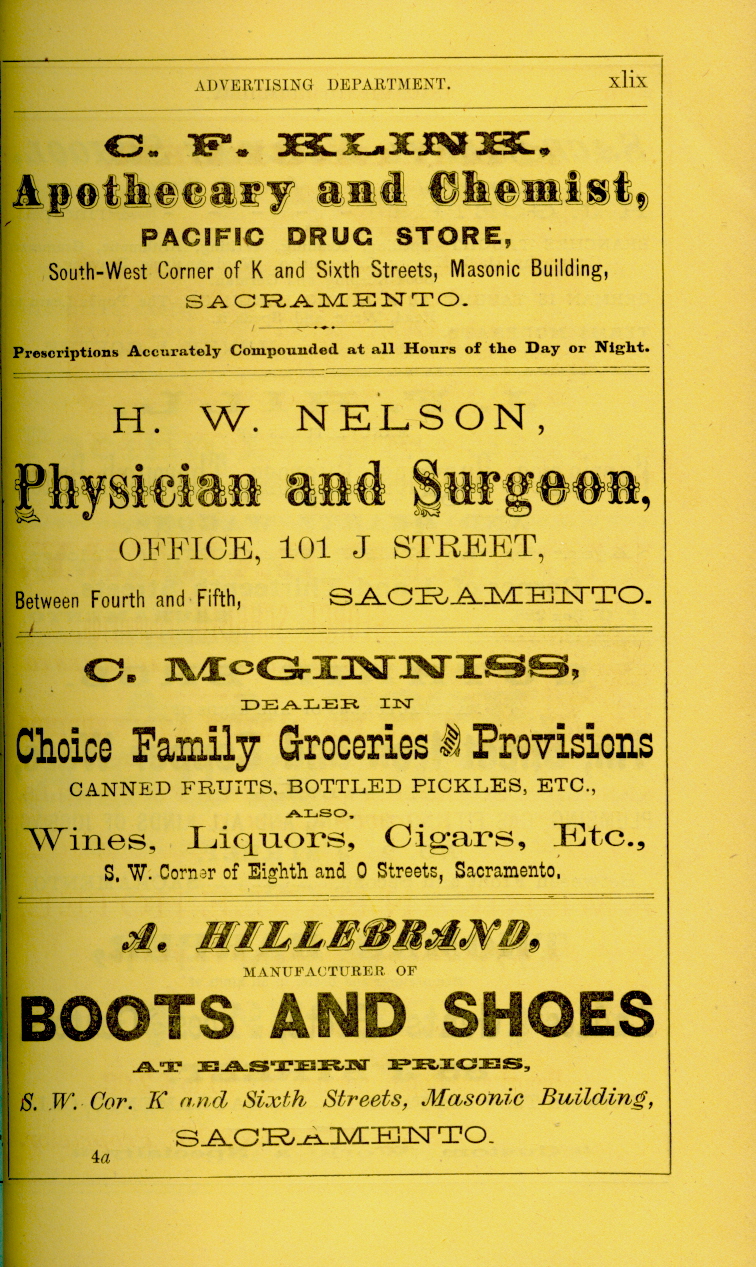 ADVERTISING DEPARTMENT. xlix
C. F. KLINK,
Apothecary and Chemist,
PACIFIC DRUG STORE,
South-West Corner of K and Sixth Streets, Masonic Building,
SACRAMENTO.
Prescriptions Accurately Compounded at all Hours of the Day or Night.
H. W. NELSON,
Physician and Surgeon,
OFFICE, 101 J STREET,
Between Fourth and Fifth, SACRAMENTO.
C. McGINNISS,
DEALER IN
Choice Family Groceries and Provisions
CANNED FRUITS, BOTTLED PICKLES, ETC.,
ALSO,
Wines, Liquors, Cigars, Etc.,
S. W. Corner of Eighth and O Streets, Sacramento.
A. HILLEBRAND,
MANUFACTURER OF
BOOTS AND SHOES
AT EASTERN PRICES,
S. W. Cor. K and Sixth Streets, Masonic Building,
SACRAMENTO.
4a